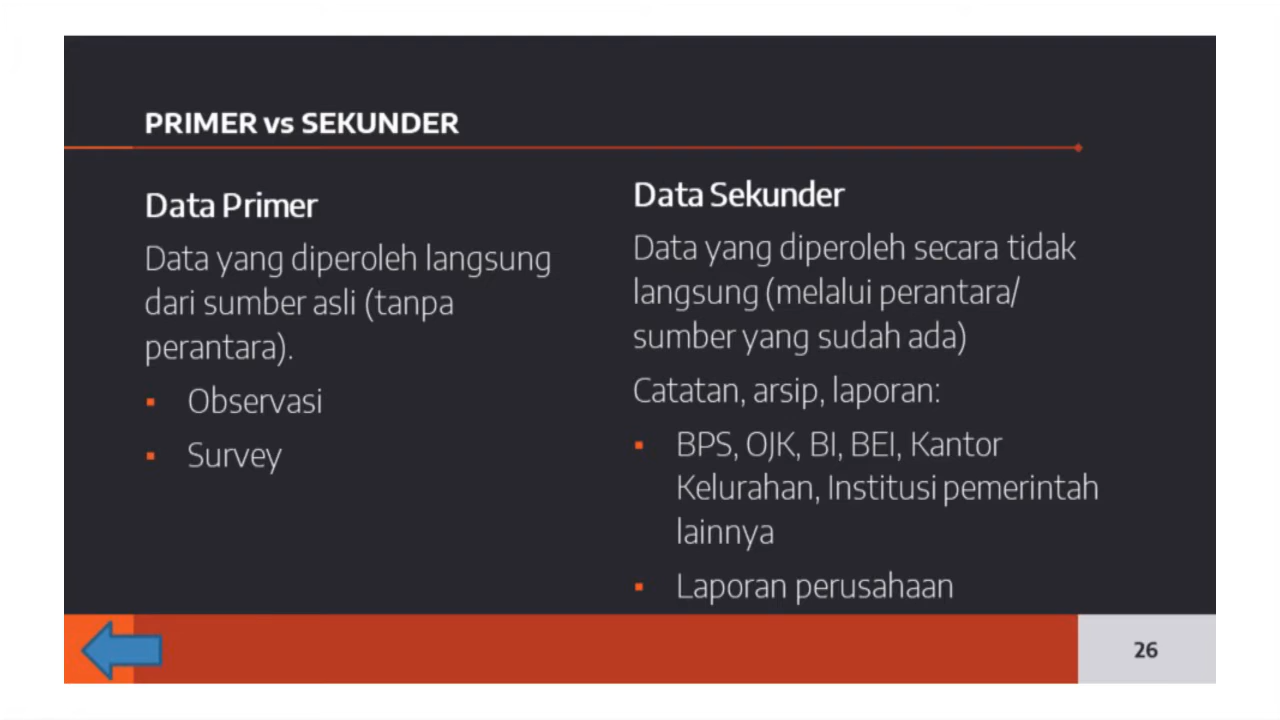 PRIMER vs SEKUNDER
Data Primer
Data yang diperoleh langsung
dari sumber asli (tanpa
perantara).
▪ Observasi
▪ Survey
Data Sekunder
Data yang diperoleh secara tidak
langsung (melalui perantara/
sumber yang sudah ada)
Catatan, arsip, laporan:
▪ BPS, OJK, BI, BEI, Kantor
Kelurahan, Institusi pemerintah
lainnya
▪ Laporan perusahaan
26